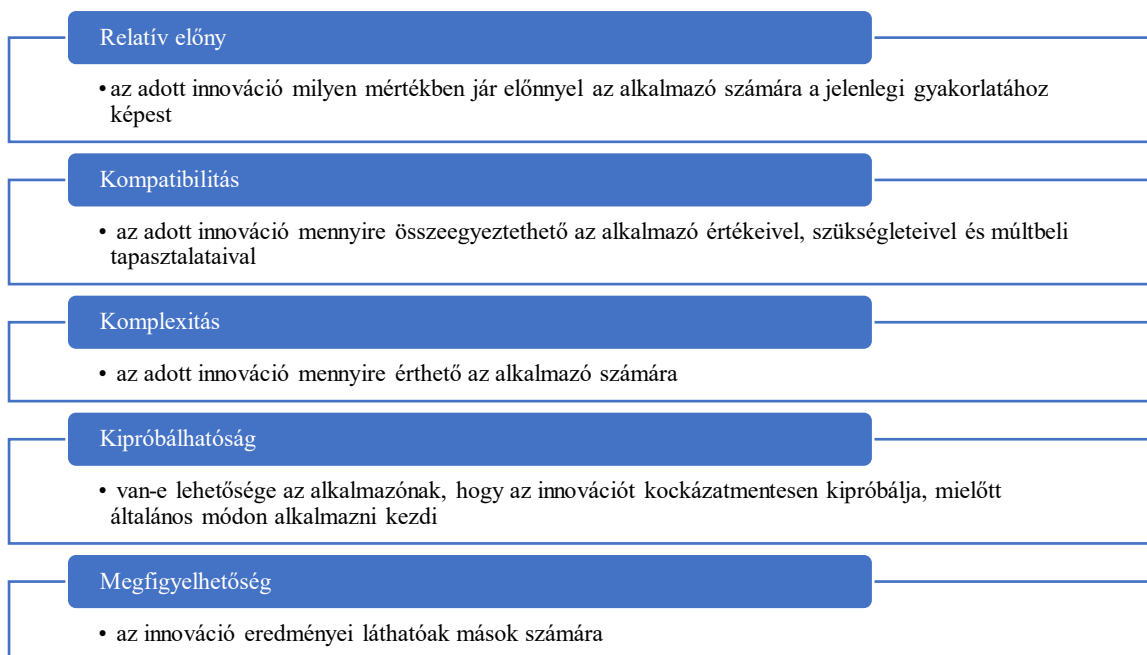 Relatív előny
• az adott innováció milyen mértékben jár előnnyel az alkalmazó számára a jelenlegi gyakorlatához
képest
Kompatibilitás
• az adott innováció mennyire összeegyeztethető az alkalmazó értékeivel, szükségleteivel és múltbeli
tapasztalataival
Komplexitás
• az adott innováció mennyire érthető az alkalmazó számára
Kipróbálhatóság
• van-e lehetősége az alkalmazónak, hogy az innovációt kockázatmentesen kipróbálja, mielőtt
általános módon alkalmazni kezdi
Megfigyelhetőség
• az innováció eredményei láthatóak mások számára